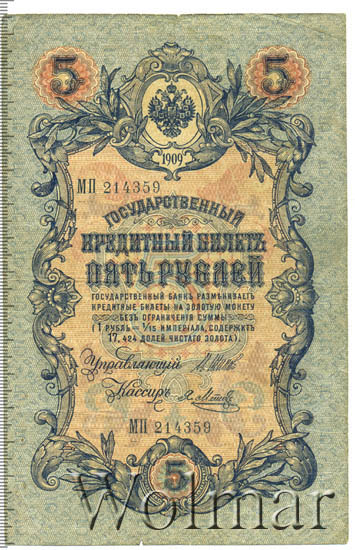 5 5
1909
МП 214359
ГОСУДАРСТВЕННЫЙ
КРЕДИТНЫЙ БИЛЕТЪ
ПЯТЬ РУБЛЕЙ
ГОСУДАРСТВЕННЫЙ БАНКЪ РАЗМѢНИВАЕТЪ
КРЕДИТНЫЕ БИЛЕТЫ НА ЗОЛОТУЮ МОНЕТУ
БЕЗЪ ОГРАНИЧЕНІЯ СУММЫ
(1 РУБЛЬ = 1/15 ИМПЕРІАЛА, СОДЕРЖИТЪ
17,424 ДОЛЕЙ ЧИСТАГО ЗОЛОТА)
Управляющій
Кассиръ
МП 214359
5
Wolmar